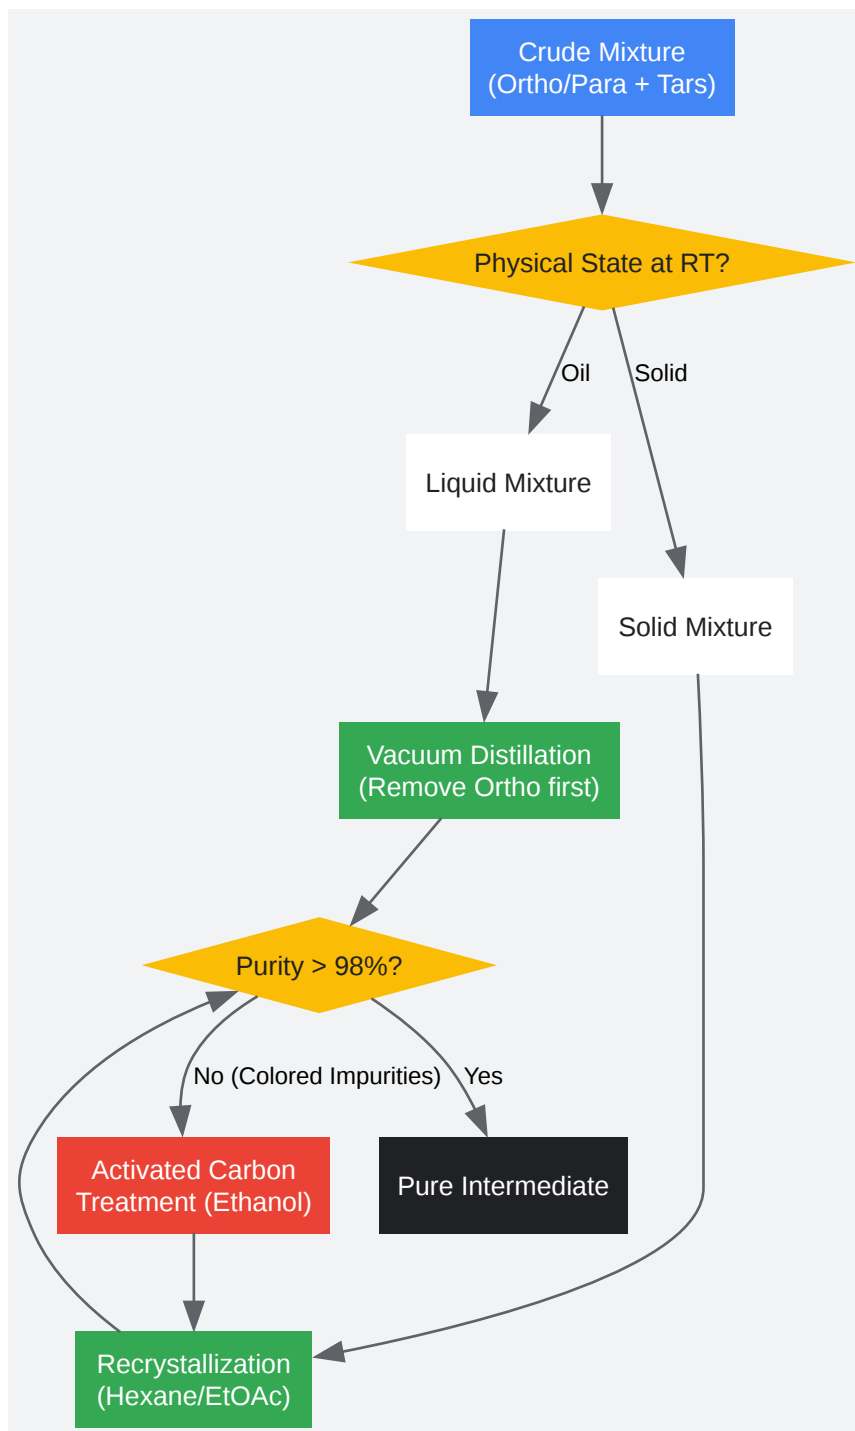 Crude Mixture
(Ortho/Para + Tars)
Physical State at RT?
Oil
Solid
Liquid Mixture
Solid Mixture
Vacuum Distillation
(Remove Ortho first)
Purity > 98%?
No (Colored Impurities)
Yes
Activated Carbon
Treatment (Ethanol)
Pure Intermediate
Recrystallization
(Hexane/EtOAc)